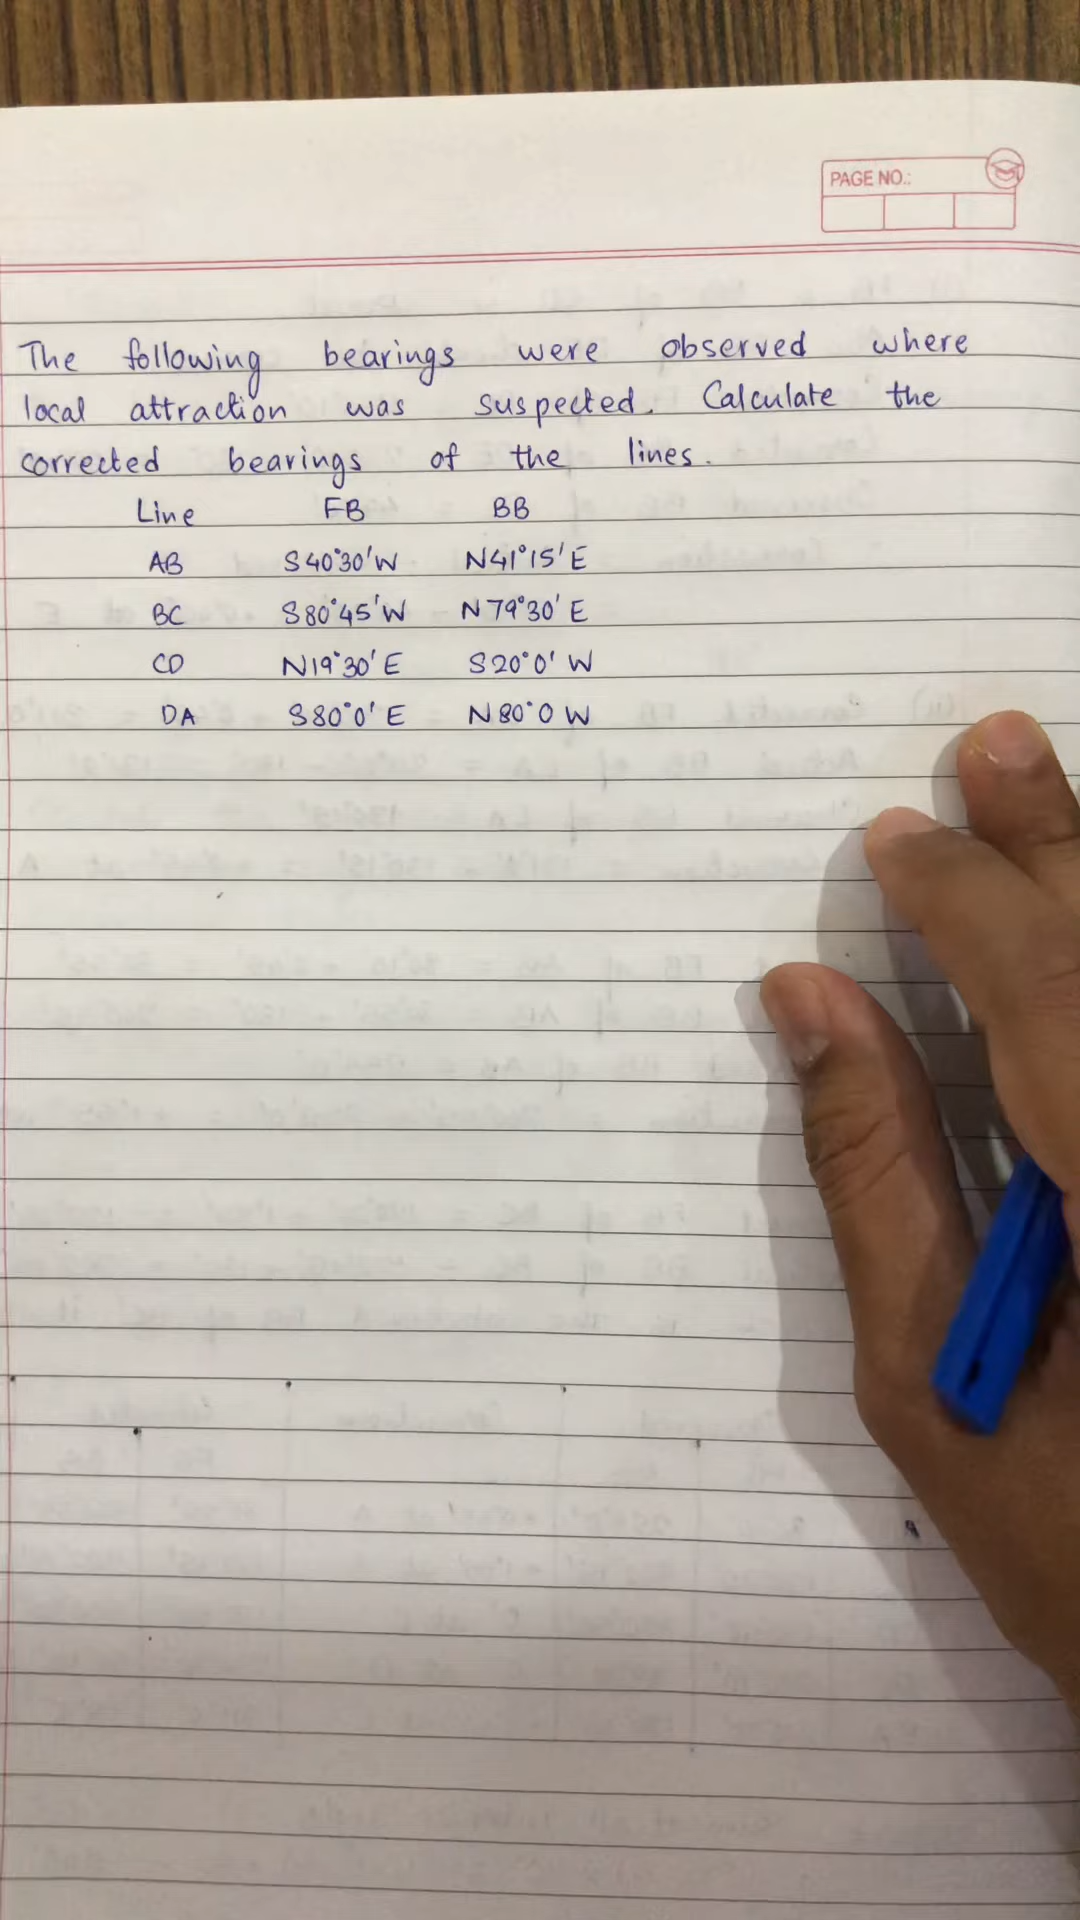 PAGE NO.:
The following bearings were observed where
local attraction was suspected. Calculate the
corrected bearings of the lines.
Line FB BB
AB S40°30'W N41°15'E
BC S80°45'W N79°30'E
CD N19°30'E S20°0'W
DA S80°0'E N80°0W